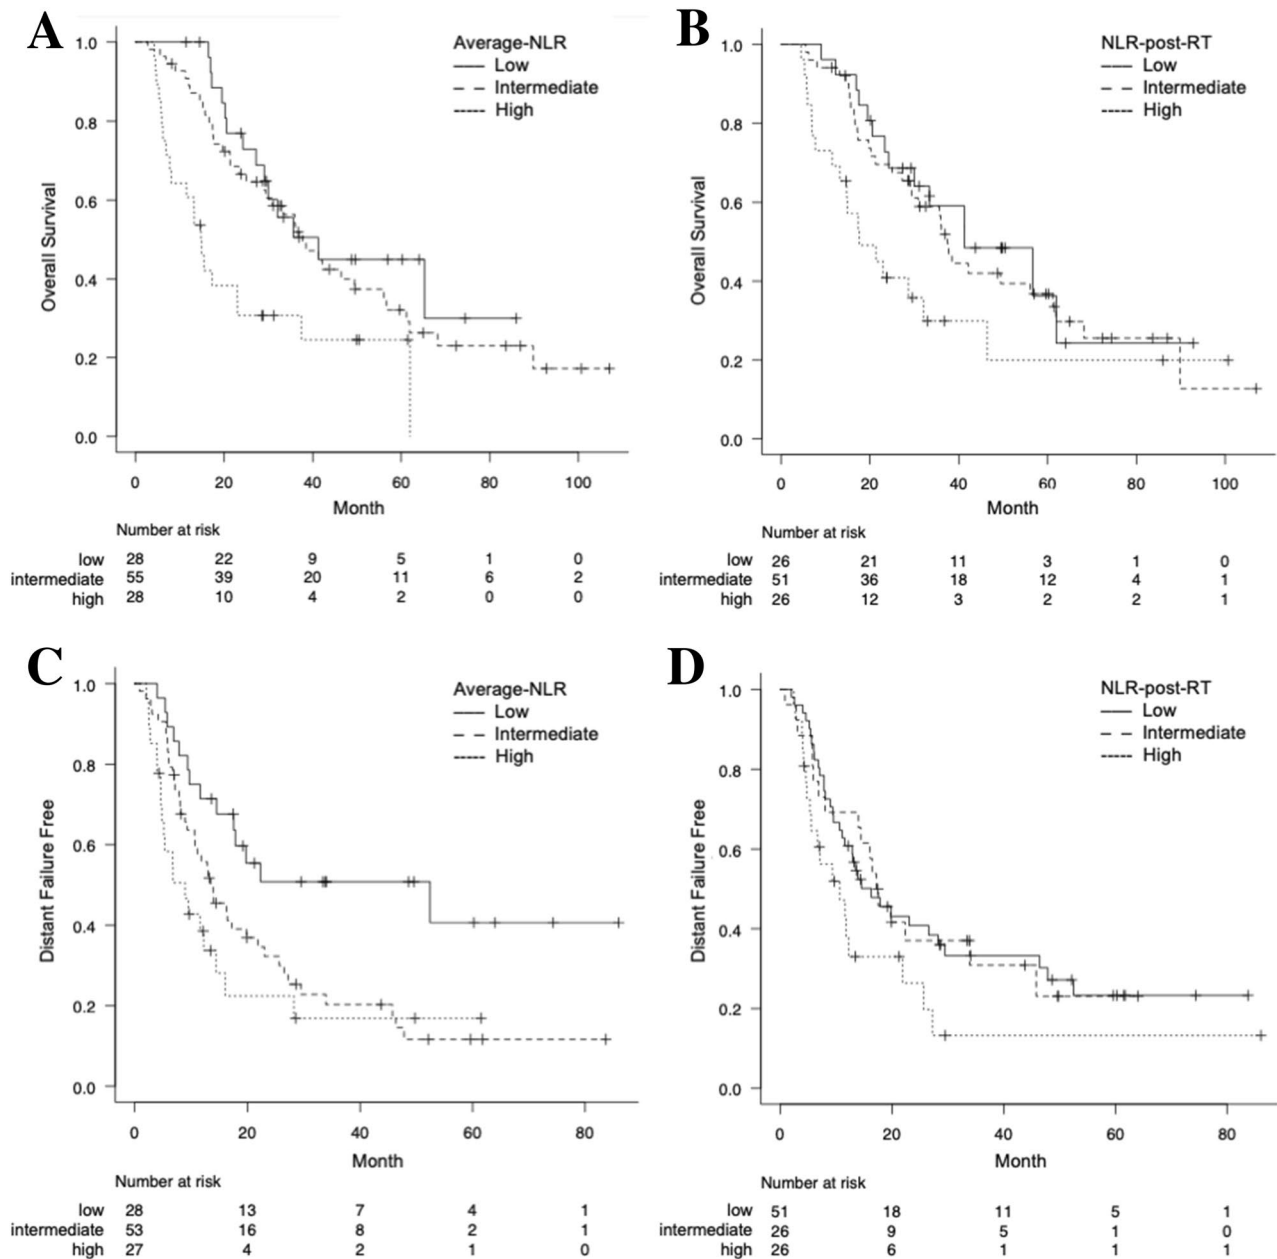 A
Average-NLR
Low
Intermediate
High
1.0
0.8
0.6
0.4
0.2
0.0
Overall Survival
0 20 40 60 80 100
Month
Number at risk
low 28 22 9 5 1 0
intermediate 55 39 20 11 6 2
high 28 10 4 2 0 0
B
NLR-post-RT
Low
Intermediate
High
1.0
0.8
0.6
0.4
0.2
0.0
Overall Survival
0 20 40 60 80 100
Month
Number at risk
low 26 21 11 3 1 0
intermediate 51 36 18 12 4 1
high 26 12 3 2 2 1
C
Average-NLR
Low
Intermediate
High
1.0
0.8
0.6
0.4
0.2
0.0
Distant Failure Free
0 20 40 60 80
Month
Number at risk
low 28 13 7 4 1
intermediate 53 16 8 2 1
high 27 4 2 1 0
D
NLR-post-RT
Low
Intermediate
High
1.0
0.8
0.6
0.4
0.2
0.0
Distant Failure Free
0 20 40 60 80
Month
Number at risk
low 51 18 11 5 1
intermediate 26 9 5 1 0
high 26 6 1 1 1